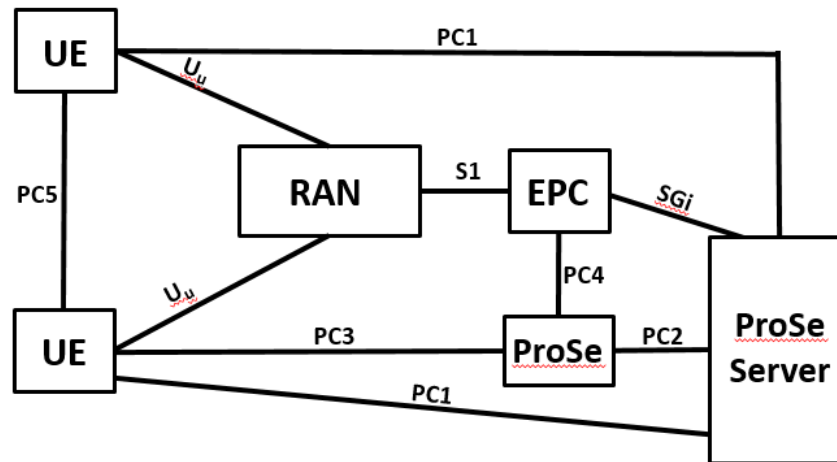 UE
PC1
Uu
RAN
S1
EPC
SGi
PC5
Uu
PC4
UE
PC3
ProSe
PC2
ProSe
Server
PC1